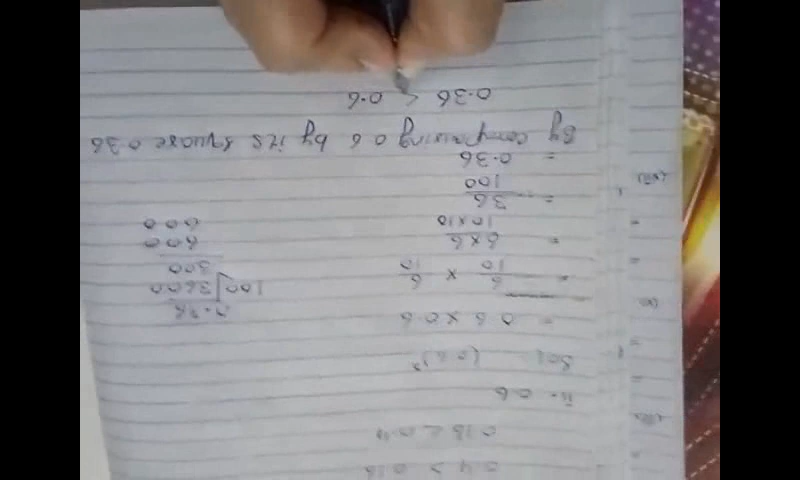 0.4 > 0.16
0.16 < 0.4
ii- 0.6
Sol (0.6)²
= 0.6 × 0.6
= 6/10 × 6/10
= 6×6/10×10
= 36/100
= 0.36
0.36
100 3600
300
600
600
By comparing 0.6 by its square 0.36
0.36 < 0.6